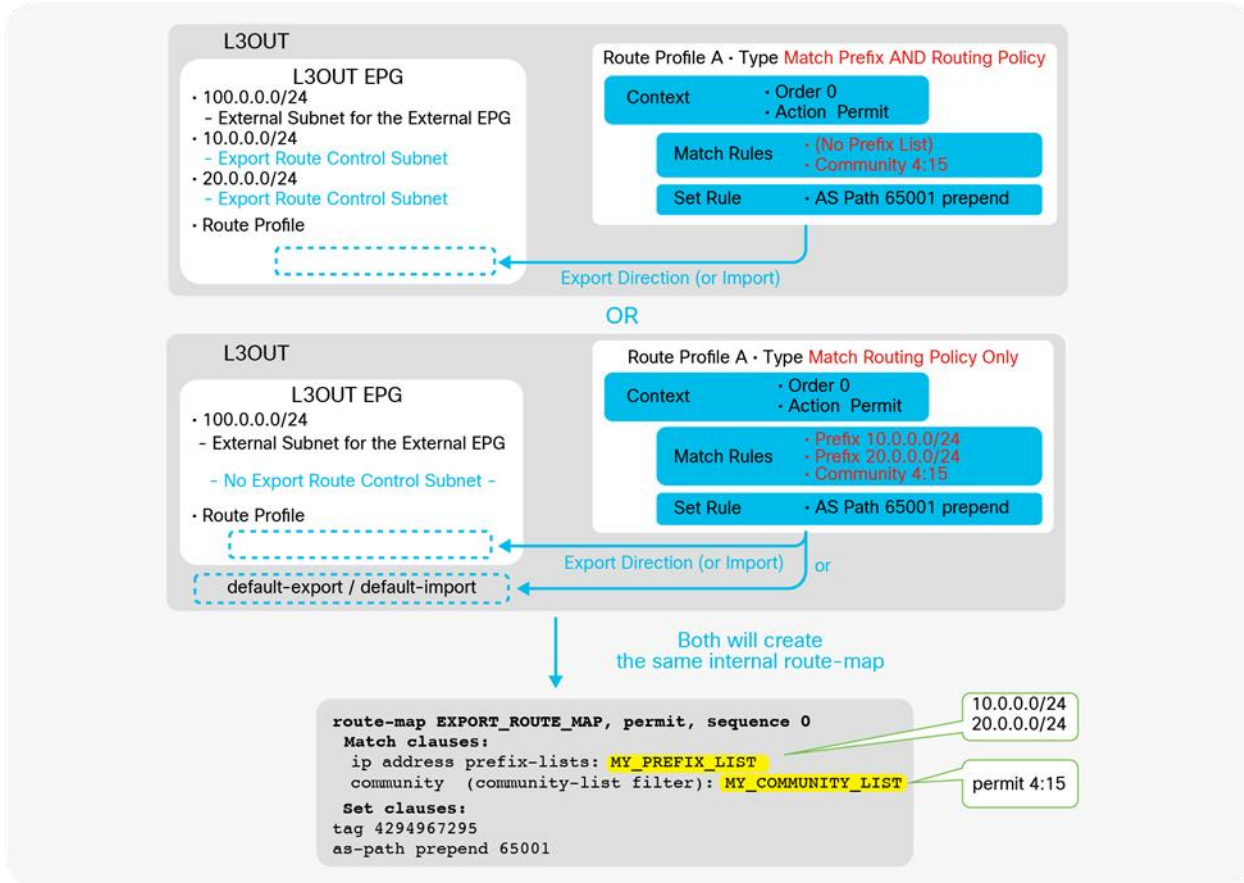 L3OUT
L3OUT EPG
· 100.0.0.0/24
- External Subnet for the External EPG
· 10.0.0.0/24
- Export Route Control Subnet
· 20.0.0.0/24
- Export Route Control Subnet
· Route Profile
Route Profile A · Type Match Prefix AND Routing Policy
Context
· Order 0
· Action Permit
Match Rules
· (No Prefix List)
· Community 4:15
Set Rule
· AS Path 65001 prepend
Export Direction (or Import)
OR
L3OUT
L3OUT EPG
· 100.0.0.0/24
- External Subnet for the External EPG
- No Export Route Control Subnet -
· Route Profile
Route Profile A · Type Match Routing Policy Only
Context
· Order 0
· Action Permit
Match Rules
· Prefix 10.0.0.0/24
· Prefix 20.0.0.0/24
· Community 4:15
Set Rule
· AS Path 65001 prepend
Export Direction (or Import)
or
default-export / default-import
Both will create
the same internal route-map
route-map EXPORT_ROUTE_MAP, permit, sequence 0
Match clauses:
ip address prefix-lists: MY_PREFIX_LIST
community (community-list filter): MY_COMMUNITY_LIST
Set clauses:
tag 4294967295
as-path prepend 65001
10.0.0.0/24
20.0.0.0/24
permit 4:15